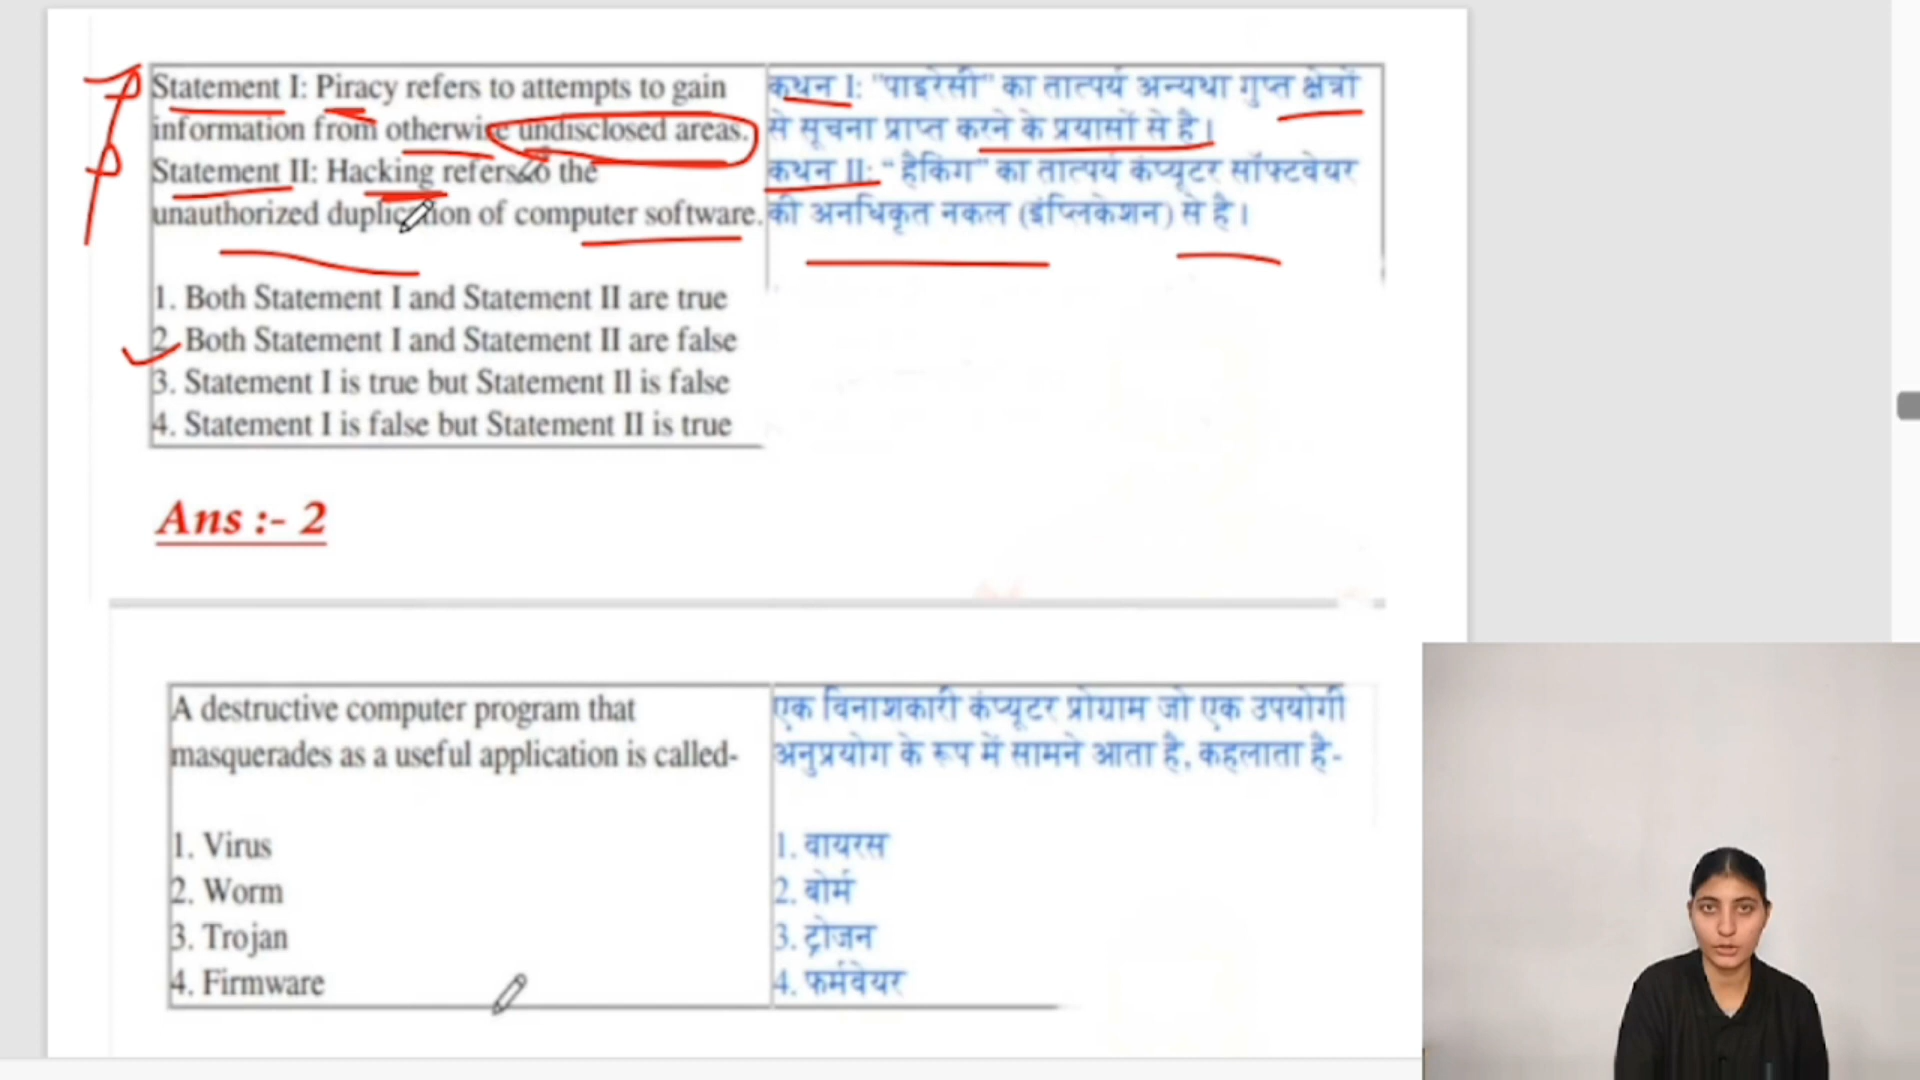 Statement I: Piracy refers to attempts to gain
information from otherwise undisclosed areas.
Statement II: Hacking refers to the
unauthorized duplication of computer software.
कथन I: "पाइरेसी" का तात्पर्य अन्यथा गुप्त क्षेत्रों
से सूचना प्राप्त करने के प्रयासों से है।
कथन II: " हैकिंग" का तात्पर्य कंप्यूटर सॉफ्टवेयर
की अनधिकृत नकल (डुप्लिकेशन) से है।
1. Both Statement I and Statement II are true
2. Both Statement I and Statement II are false
3. Statement I is true but Statement II is false
4. Statement I is false but Statement II is true
Ans :- 2
A destructive computer program that
masquerades as a useful application is called-
1. Virus
2. Worm
3. Trojan
4. Firmware
एक विनाशकारी कंप्यूटर प्रोग्राम जो एक उपयोगी
अनुप्रयोग के रूप में सामने आता है, कहलाता है-
1. वायरस
2. वोर्म
3. ट्रोजन
4. फर्मवेयर